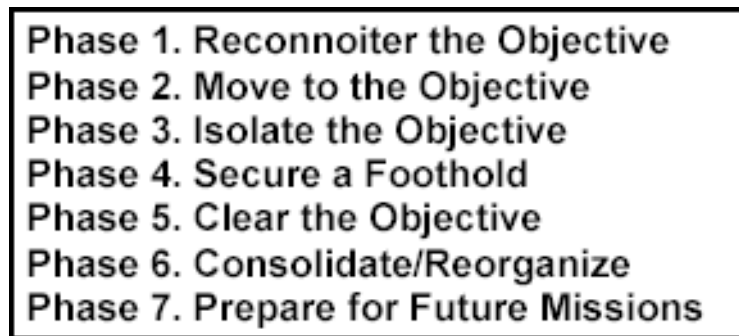 Phase 1. Reconnoiter the Objective
Phase 2. Move to the Objective
Phase 3. Isolate the Objective
Phase 4. Secure a Foothold
Phase 5. Clear the Objective
Phase 6. Consolidate/Reorganize
Phase 7. Prepare for Future Missions